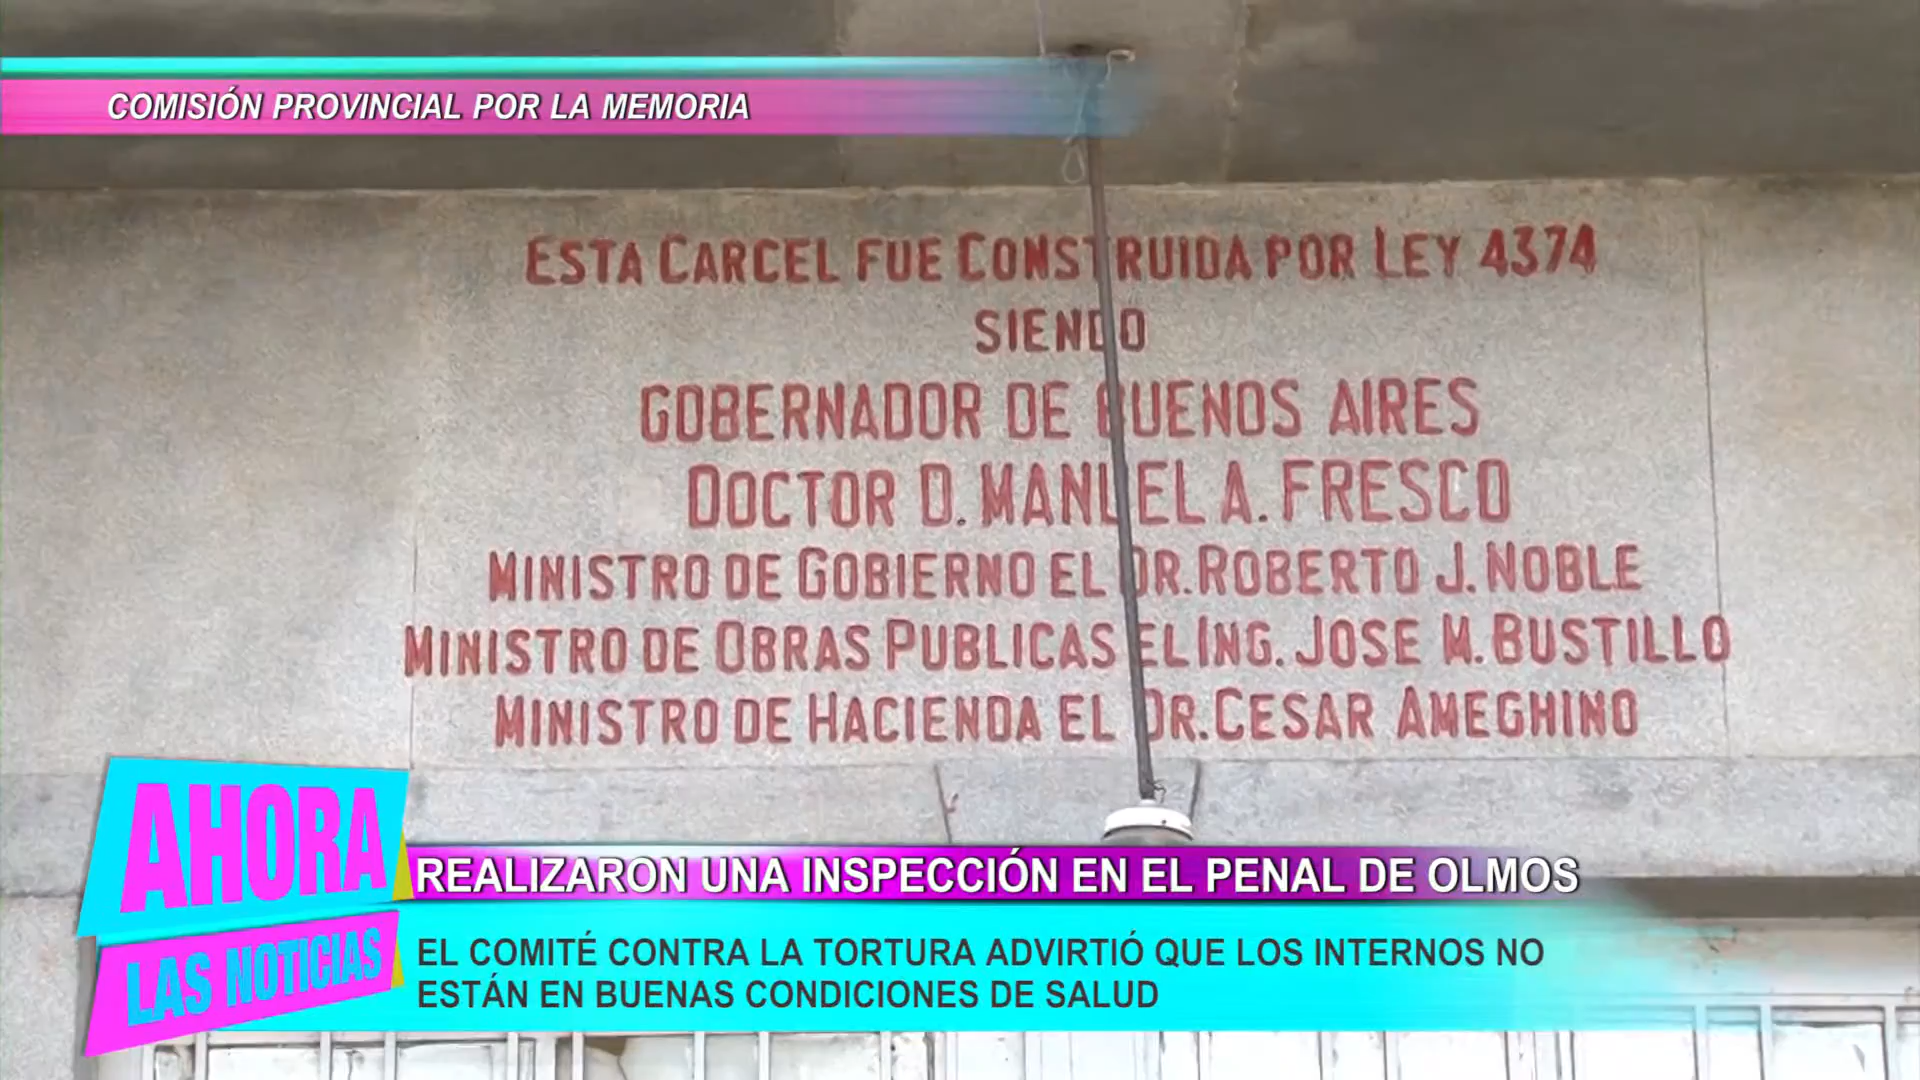 COMISIÓN PROVINCIAL POR LA MEMORIA
ESTA CARCEL FUE CONSTRUIDA POR LEY 4374
SIENDO
GOBERNADOR DE BUENOS AIRES
DOCTOR D. MANUEL A. FRESCO
MINISTRO DE GOBIERNO EL DR. ROBERTO J. NOBLE
MINISTRO DE OBRAS PUBLICAS EL ING. JOSE M. BUSTILLO
MINISTRO DE HACIENDA EL DR. CESAR AMEGHINO
AHORA
LAS NOTICIAS
REALIZARON UNA INSPECCIÓN EN EL PENAL DE OLMOS
EL COMITÉ CONTRA LA TORTURA ADVIRTIÓ QUE LOS INTERNOS NO
ESTÁN EN BUENAS CONDICIONES DE SALUD